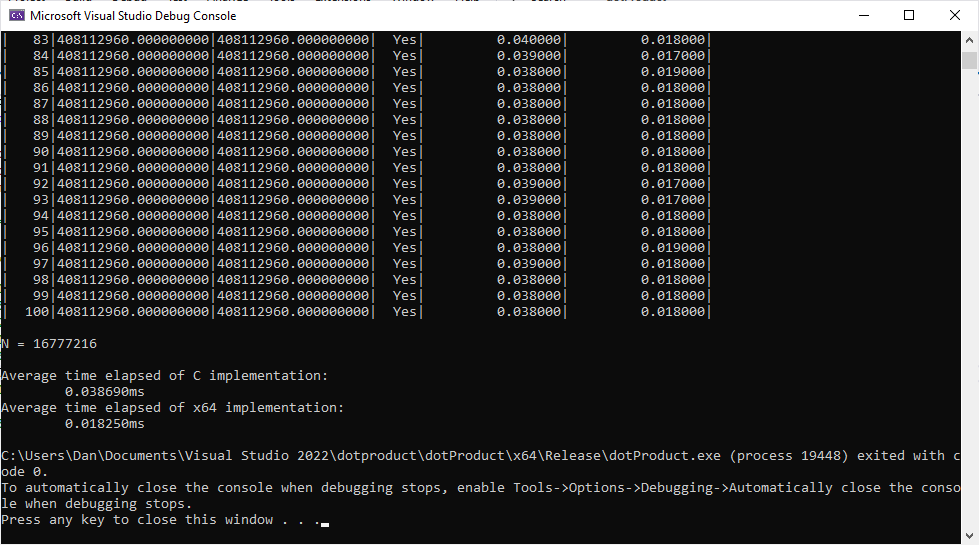 Microsoft Visual Studio Debug Console
| 83|408112960.000000000|408112960.000000000| Yes| 0.040000| 0.018000|
| 84|408112960.000000000|408112960.000000000| Yes| 0.039000| 0.017000|
| 85|408112960.000000000|408112960.000000000| Yes| 0.038000| 0.019000|
| 86|408112960.000000000|408112960.000000000| Yes| 0.038000| 0.018000|
| 87|408112960.000000000|408112960.000000000| Yes| 0.038000| 0.018000|
| 88|408112960.000000000|408112960.000000000| Yes| 0.038000| 0.018000|
| 89|408112960.000000000|408112960.000000000| Yes| 0.038000| 0.018000|
| 90|408112960.000000000|408112960.000000000| Yes| 0.038000| 0.018000|
| 91|408112960.000000000|408112960.000000000| Yes| 0.038000| 0.018000|
| 92|408112960.000000000|408112960.000000000| Yes| 0.039000| 0.017000|
| 93|408112960.000000000|408112960.000000000| Yes| 0.039000| 0.017000|
| 94|408112960.000000000|408112960.000000000| Yes| 0.038000| 0.018000|
| 95|408112960.000000000|408112960.000000000| Yes| 0.038000| 0.018000|
| 96|408112960.000000000|408112960.000000000| Yes| 0.038000| 0.019000|
| 97|408112960.000000000|408112960.000000000| Yes| 0.039000| 0.018000|
| 98|408112960.000000000|408112960.000000000| Yes| 0.038000| 0.018000|
| 99|408112960.000000000|408112960.000000000| Yes| 0.038000| 0.018000|
| 100|408112960.000000000|408112960.000000000| Yes| 0.038000| 0.018000|
N = 16777216
Average time elapsed of C implementation:
0.038690ms
Average time elapsed of x64 implementation:
0.018250ms
C:\Users\Dan\Documents\Visual Studio 2022\dotproduct\dotProduct\x64\Release\dotProduct.exe (process 19448) exited with c
ode 0.
To automatically close the console when debugging stops, enable Tools->Options->Debugging->Automatically close the conso
le when debugging stops.
Press any key to close this window . . .